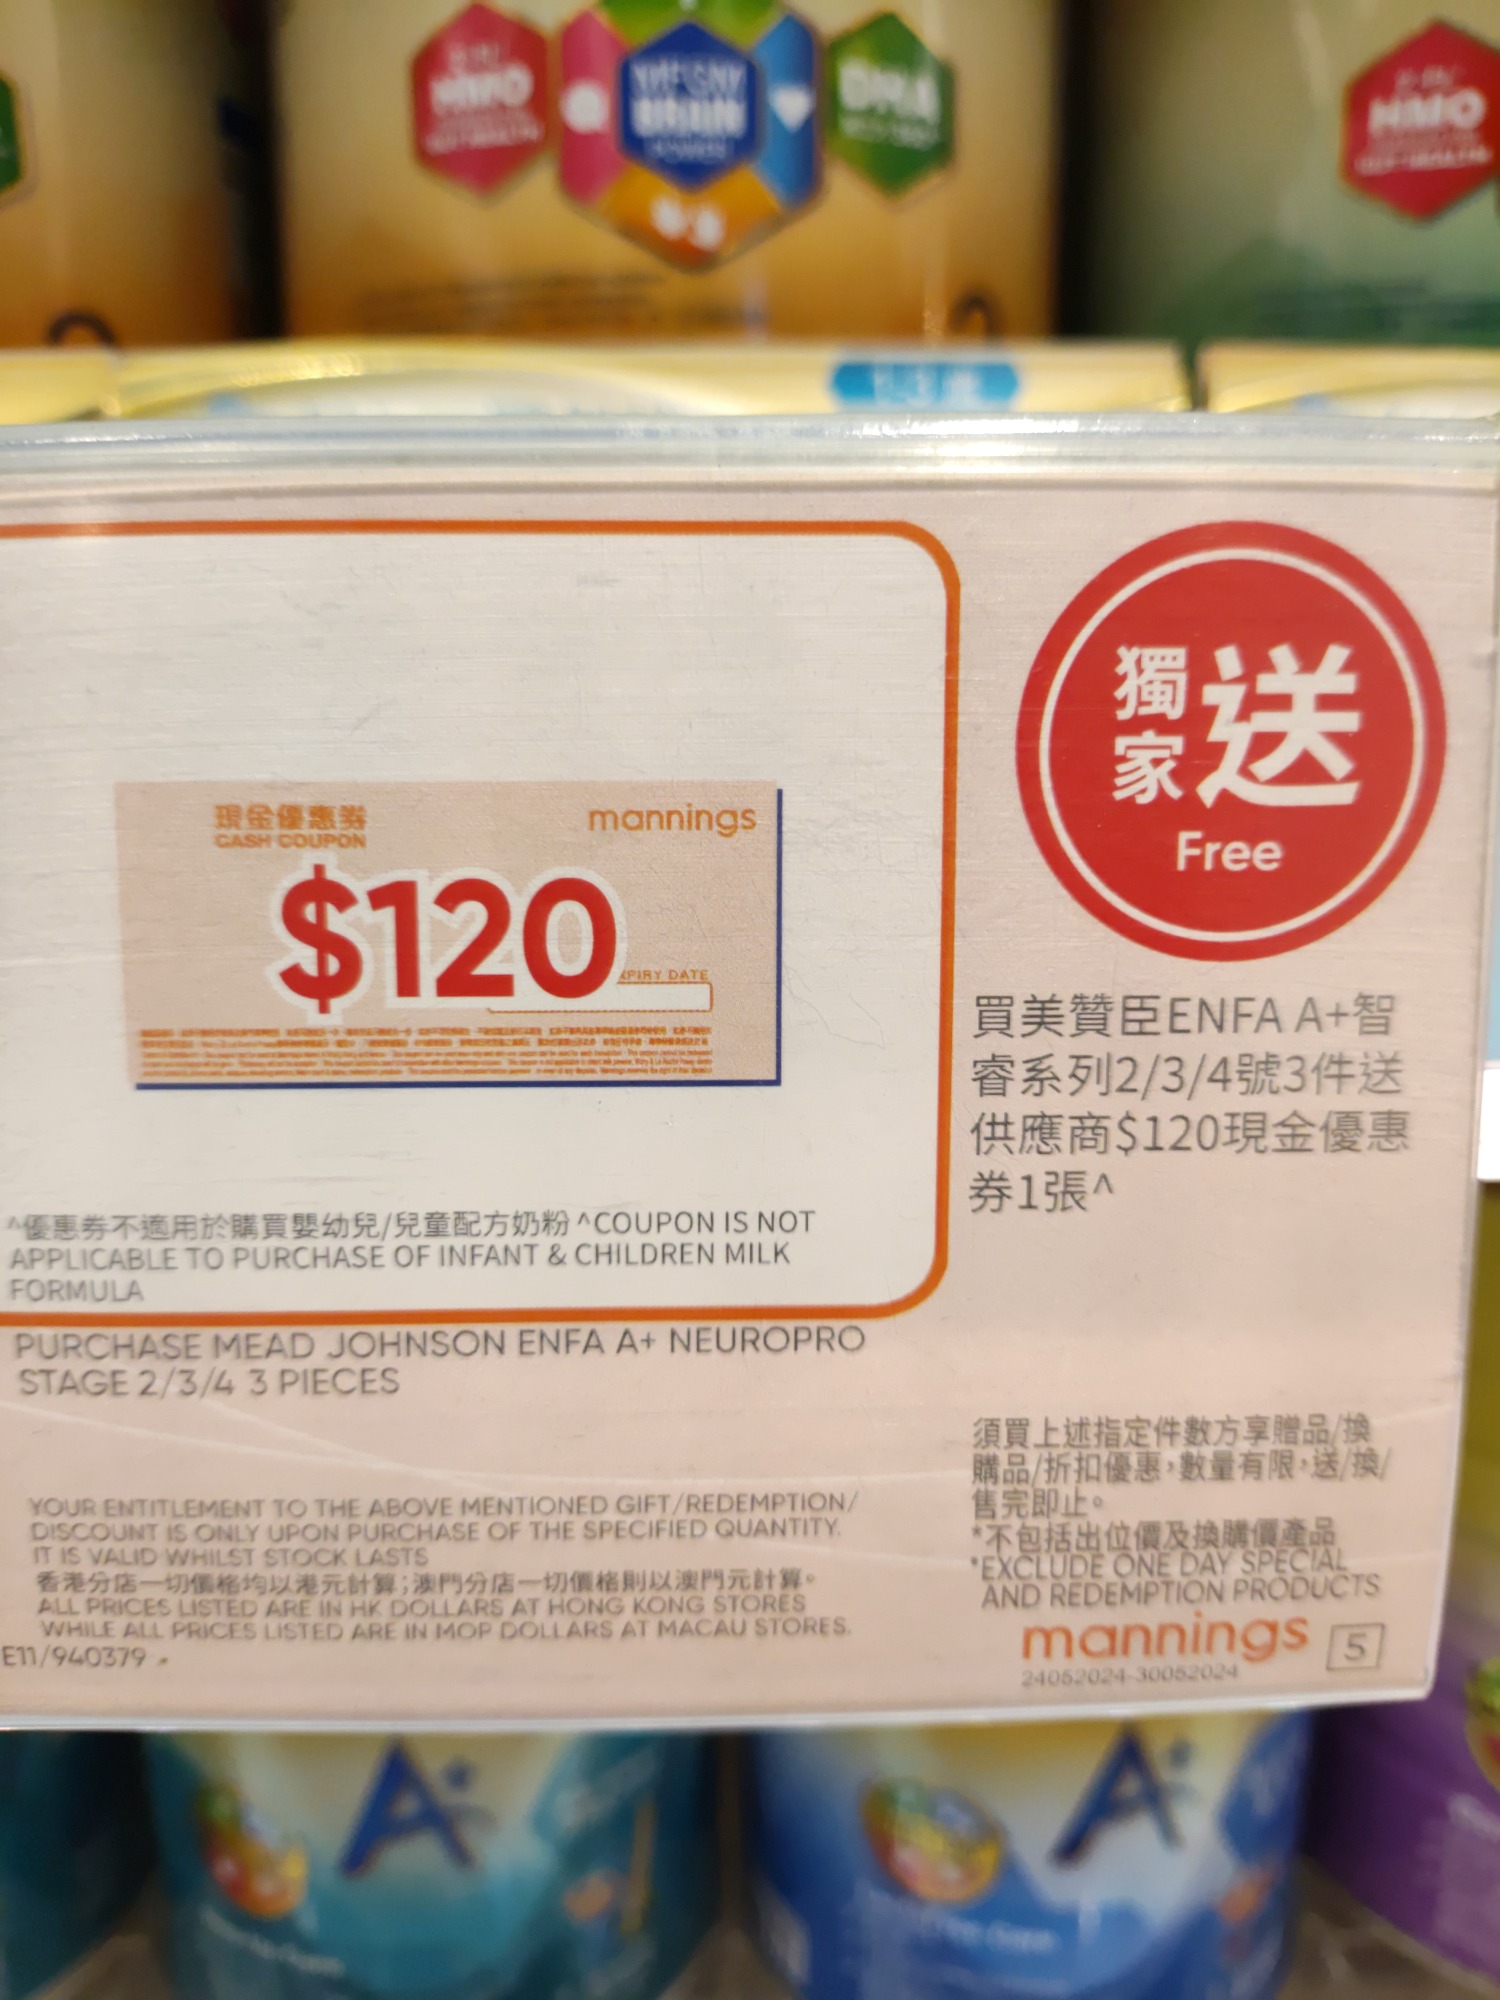 HMO
BRAIN
DHA
HMO
獨家
送
Free
現金優惠券
mannings
CASH COUPON
$120
XPIRY DATE
買美贊臣ENFA A+智
睿系列2/3/4號3件送
供應商$120現金優惠
券1張^
^優惠券不適用於購買嬰幼兒/兒童配方奶粉 ^COUPON IS NOT
APPLICABLE TO PURCHASE OF INFANT & CHILDREN MILK
FORMULA
PURCHASE MEAD JOHNSON ENFA A+ NEUROPRO
STAGE 2/3/4 3 PIECES
須買上述指定件數方享贈品/換
購品/折扣優惠，數量有限，送/換/
售完即止。
*不包括出位價及換購價產品
*EXCLUDE ONE DAY SPECIAL
AND REDEMPTION PRODUCTS
YOUR ENTITLEMENT TO THE ABOVE MENTIONED GIFT/REDEMPTION/
DISCOUNT IS ONLY UPON PURCHASE OF THE SPECIFIED QUANTITY.
IT IS VALID WHILST STOCK LASTS
香港分店一切價格均以港元計算；澳門分店一切價格則以澳門元計算。
ALL PRICES LISTED ARE IN HK DOLLARS AT HONG KONG STORES
WHILE ALL PRICES LISTED ARE IN MOP DOLLARS AT MACAU STORES.
E11/940379
mannings 5
24052024-30052024
A+
A+